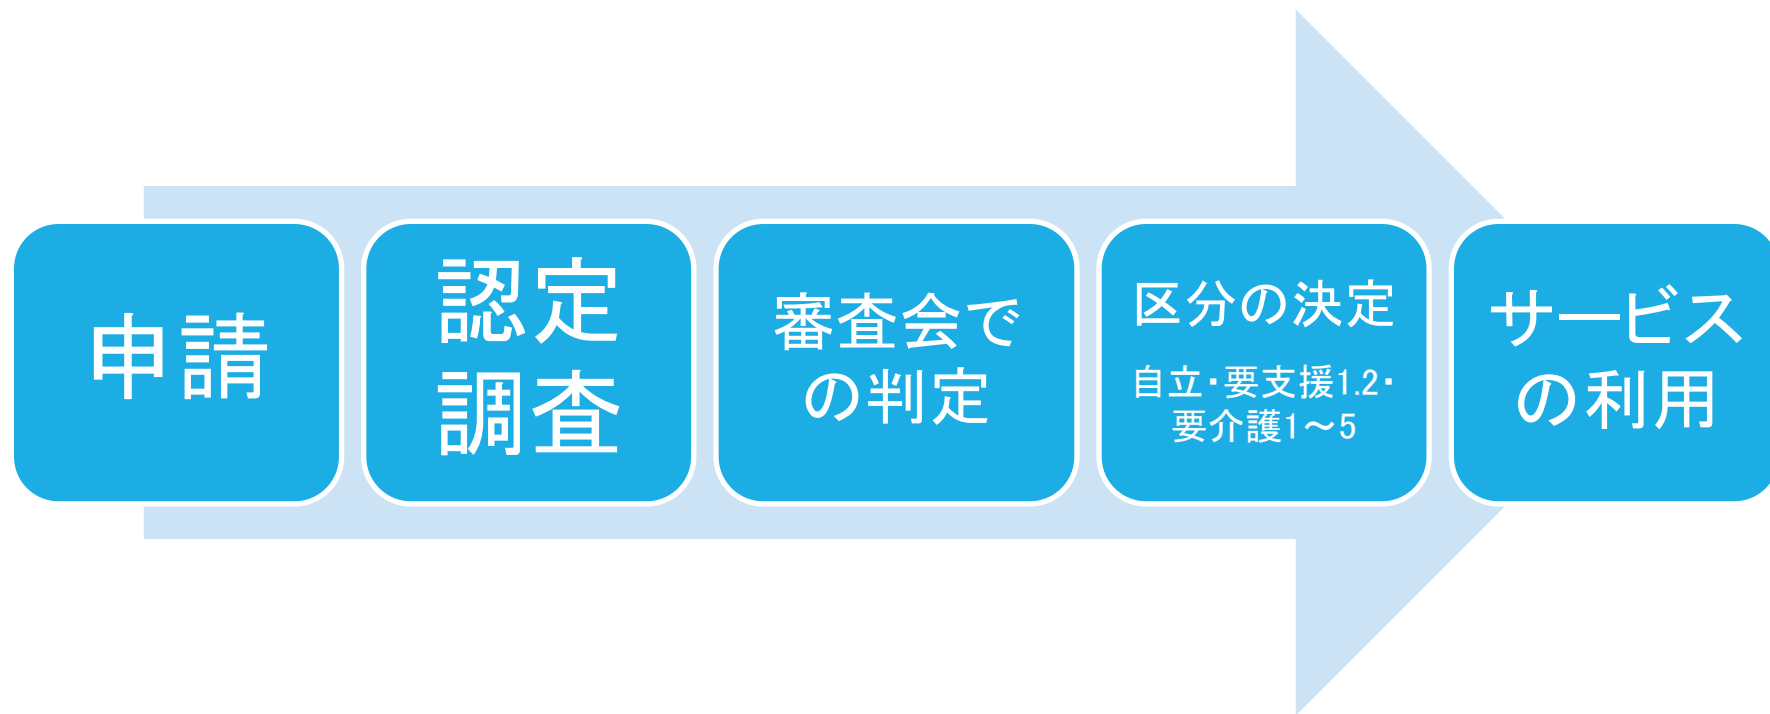 申請
認定
調査
審査会で
の判定
区分の決定
自立・要支援1.2・
要介護1～5
サービス
の利用